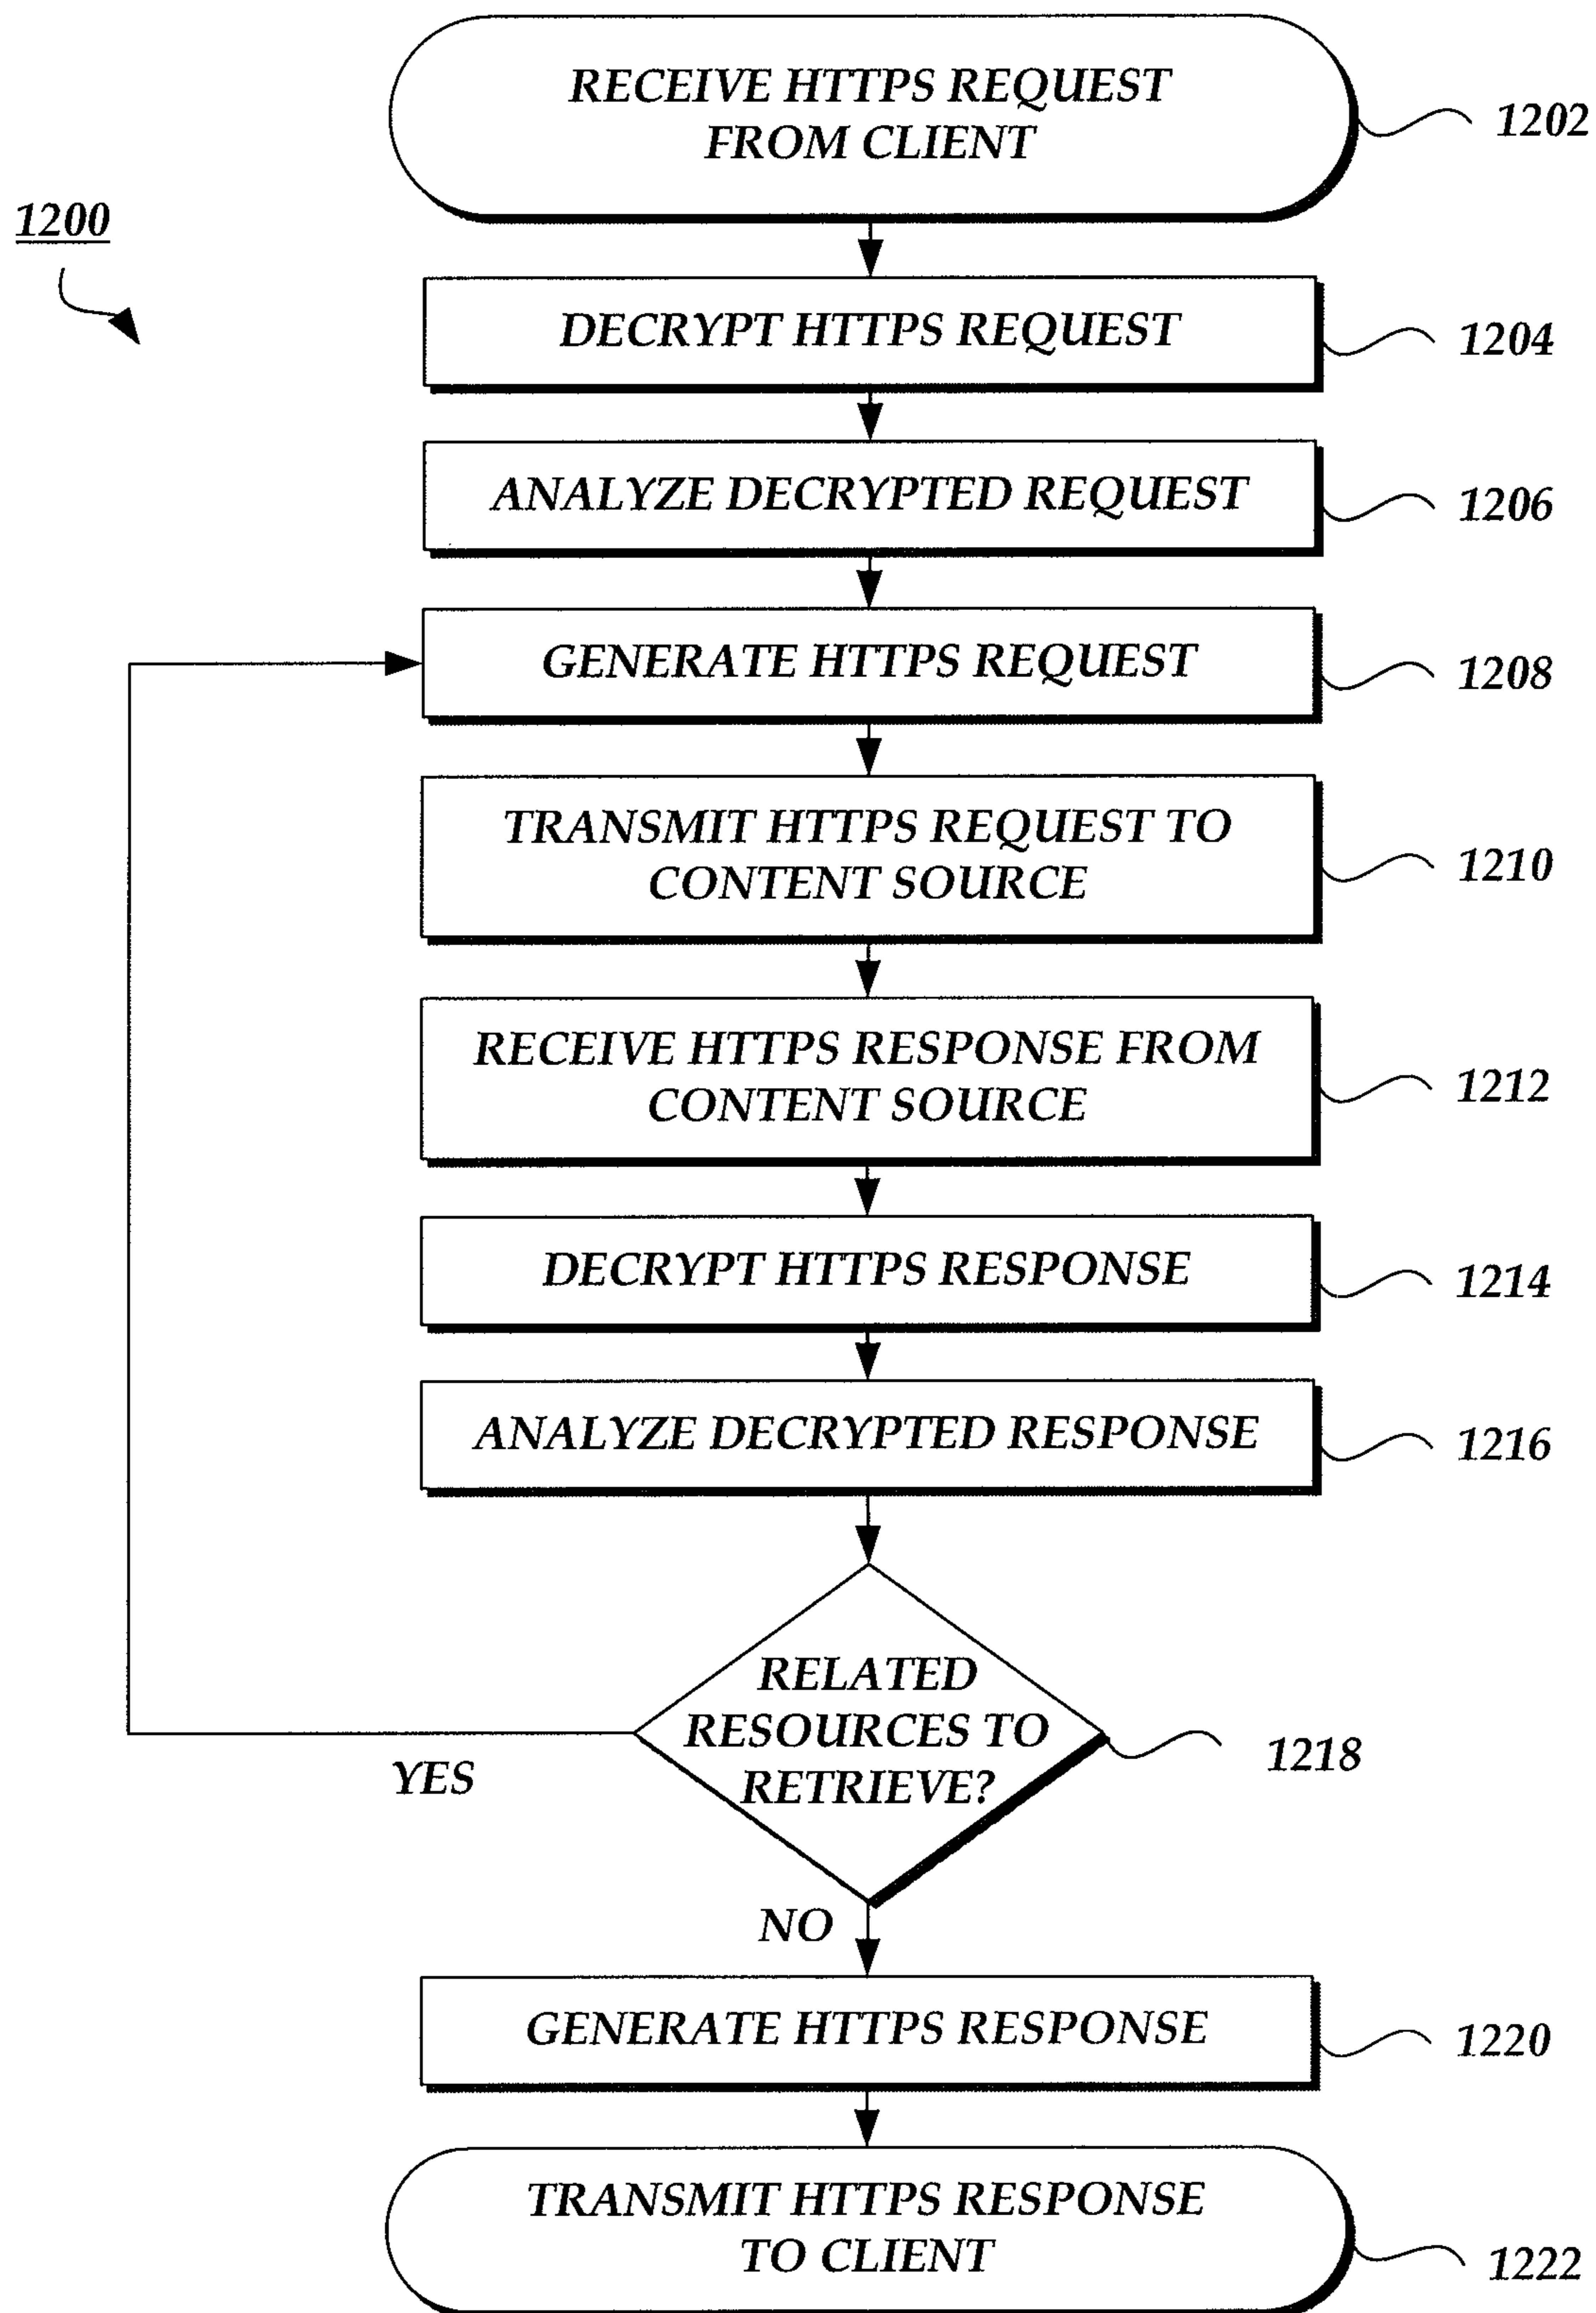 RECEIVE HTTPS REQUEST
FROM CLIENT
1202
1200
DECRYPT HTTPS REQUEST
1204
ANALYZE DECRYPTED REQUEST
1206
GENERATE HTTPS REQUEST
1208
TRANSMIT HTTPS REQUEST TO
CONTENT SOURCE
1210
RECEIVE HTTPS RESPONSE FROM
CONTENT SOURCE
1212
DECRYPT HTTPS RESPONSE
1214
ANALYZE DECRYPTED RESPONSE
1216
RELATED
RESOURCES TO
RETRIEVE?
1218
YES
NO
GENERATE HTTPS RESPONSE
1220
TRANSMIT HTTPS RESPONSE
TO CLIENT
1222